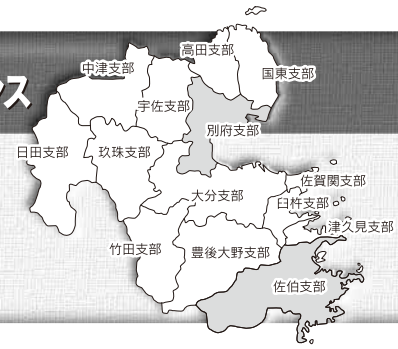 高田支部
中津支部
国東支部
ンス
宇佐支部
別府支部
日田支部
玖珠支部
佐賀関支部
大分支部
臼杵支部
津久見支部
竹田支部
豊後大野支部
佐伯支部